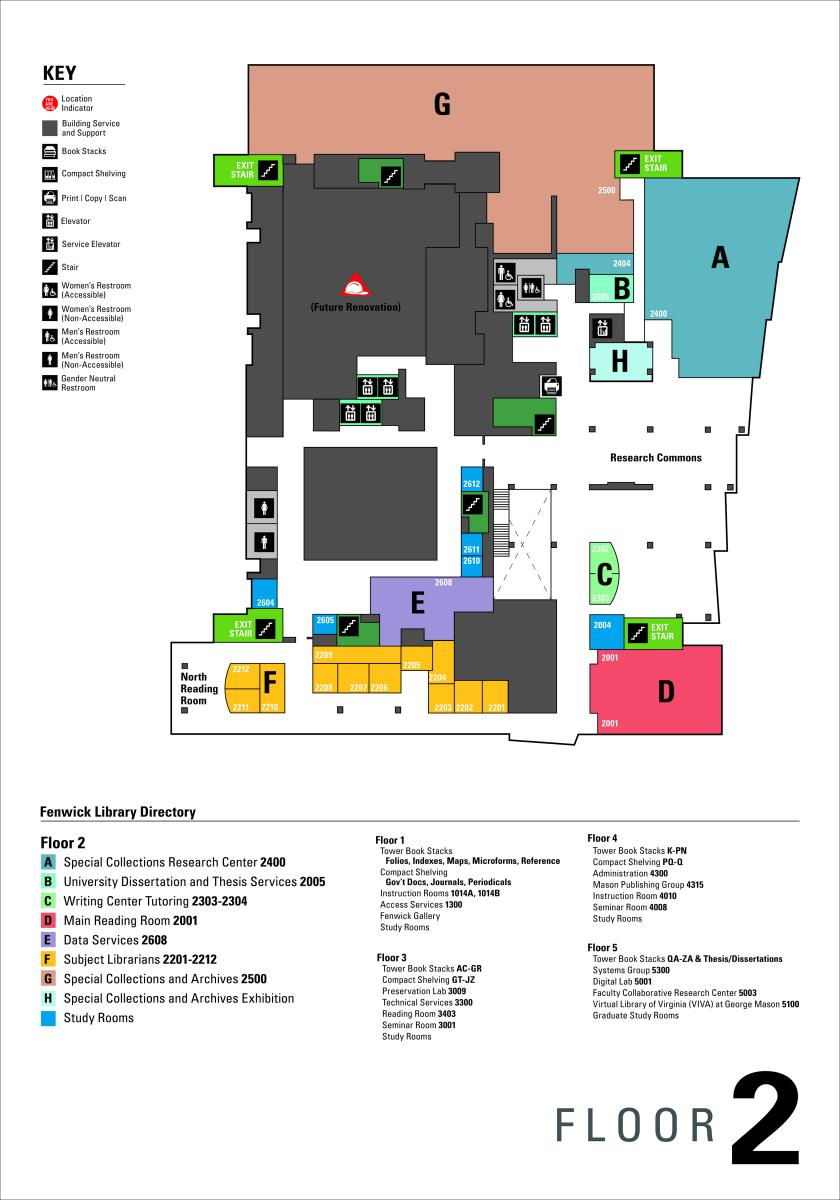 KEY
YOU
ARE
HERE
Location
Indicator
Building Service
and Support
Book Stacks
Compact Shelving
Print | Copy | Scan
Elevator
Service Elevator
Stair
Women's Restroom
(Accessible)
Women's Restroom
(Non-Accessible)
Men's Restroom
(Accessible)
Men's Restroom
(Non-Accessible)
Gender Neutral
Restroom
G
EXIT
STAIR
EXIT
STAIR
2500
A
2404
B
2005
2400
(Future Renovation)
H
Research Commons
2612
2611
2610
2302
C
2303
2608
E
2604
2605
2004
EXIT
STAIR
EXIT
STAIR
2209
2205
2204
2208
2207
2206
2203
2202
2201
North
Reading
Room
2212
F
2211
2210
2001
D
2001
Fenwick Library Directory
Floor 2
A Special Collections Research Center 2400
B University Dissertation and Thesis Services 2005
C Writing Center Tutoring 2303-2304
D Main Reading Room 2001
E Data Services 2608
F Subject Librarians 2201-2212
G Special Collections and Archives 2500
H Special Collections and Archives Exhibition
Study Rooms
Floor 1
Tower Book Stacks
Folios, Indexes, Maps, Microforms, Reference
Compact Shelving
Gov't Docs, Journals, Periodicals
Instruction Rooms 1014A, 1014B
Access Services 1300
Fenwick Gallery
Study Rooms
Floor 3
Tower Book Stacks AC-GR
Compact Shelving GT-JZ
Preservation Lab 3009
Technical Services 3300
Reading Room 3403
Seminar Room 3001
Study Rooms
Floor 4
Tower Book Stacks K-PN
Compact Shelving PQ-Q
Administration 4300
Mason Publishing Group 4315
Instruction Room 4010
Seminar Room 4008
Study Rooms
Floor 5
Tower Book Stacks QA-ZA & Thesis/Dissertations
Systems Group 5300
Digital Lab 5001
Faculty Collaborative Research Center 5003
Virtual Library of Virginia (VIVA) at George Mason 5100
Graduate Study Rooms
FLOOR 2